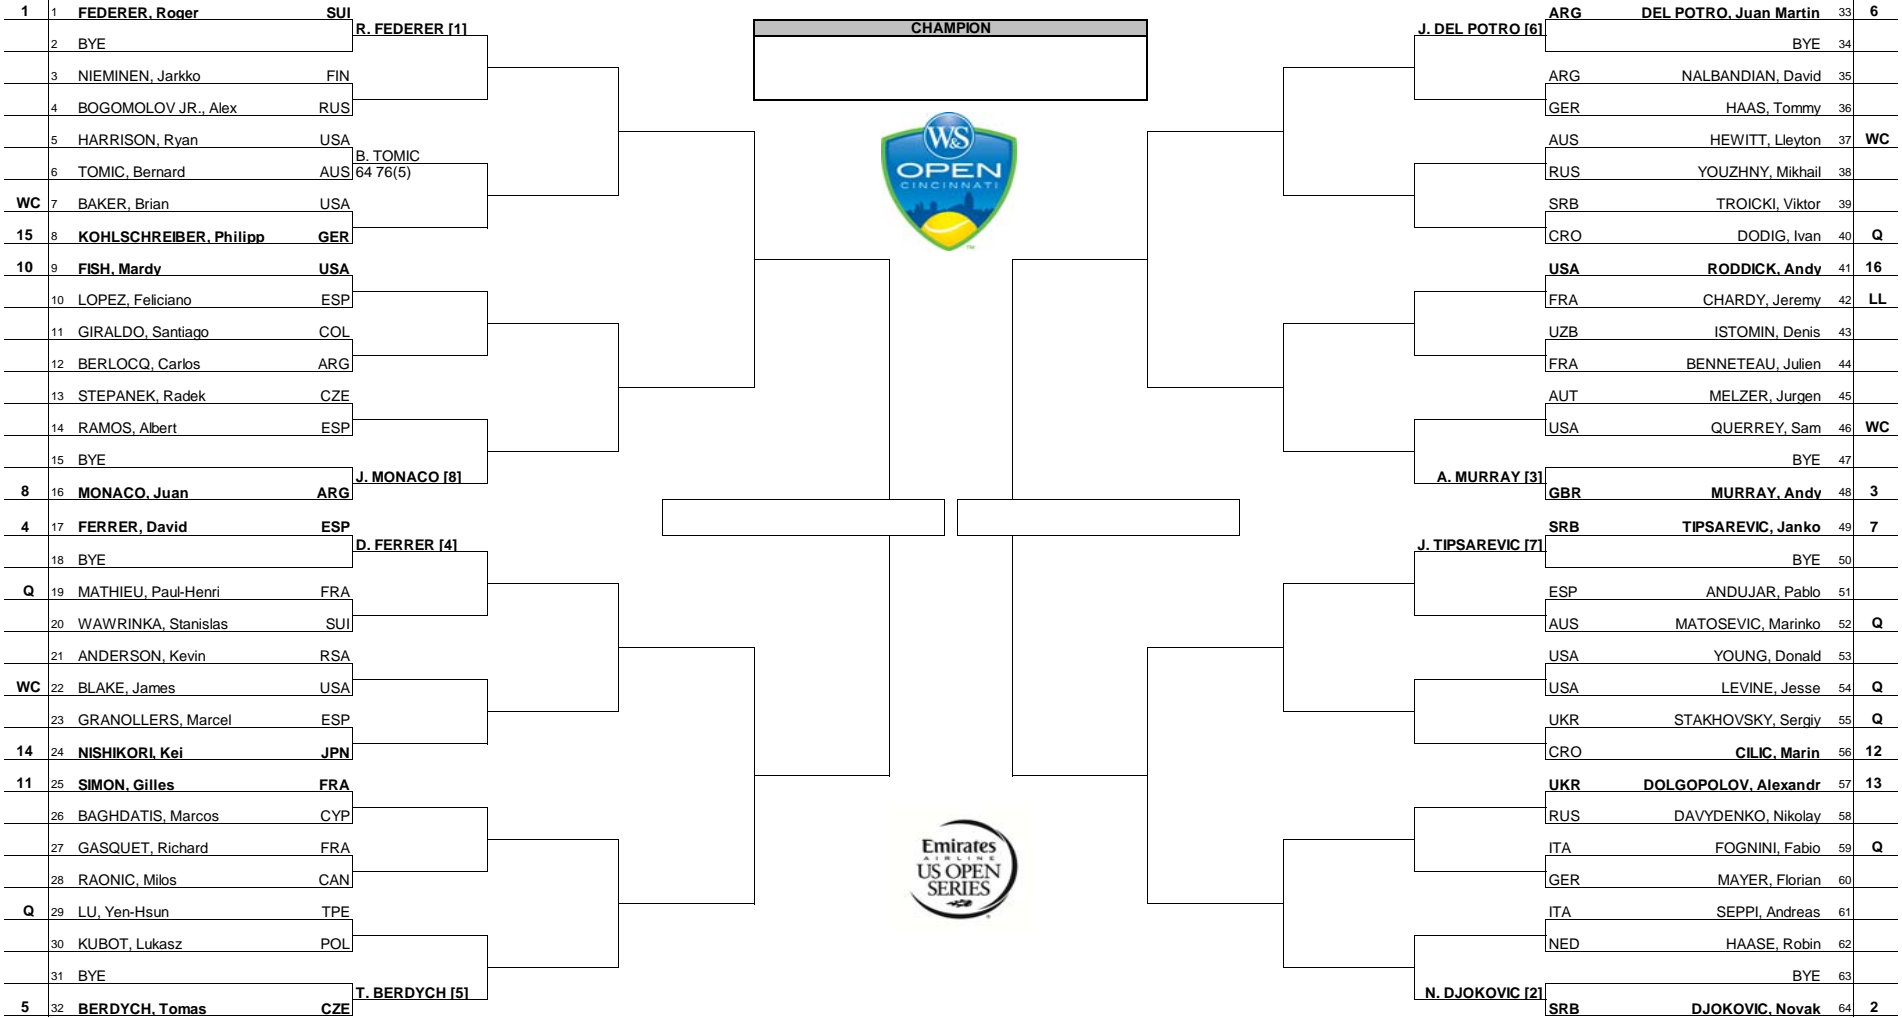 1 1 FEDERER, Roger SUI
R. FEDERER [1]
2 BYE
3 NIEMINEN, Jarkko FIN
4 BOGOMOLOV JR., Alex RUS
5 HARRISON, Ryan USA
B. TOMIC
6 TOMIC, Bernard AUS 64 76(5)
WC 7 BAKER, Brian USA
15 8 KOHLSCHREIBER, Philipp GER
10 9 FISH, Mardy USA
10 LOPEZ, Feliciano ESP
11 GIRALDO, Santiago COL
12 BERLOCQ, Carlos ARG
13 STEPANEK, Radek CZE
14 RAMOS, Albert ESP
15 BYE
J. MONACO [8]
8 16 MONACO, Juan ARG
4 17 FERRER, David ESP
D. FERRER [4]
18 BYE
Q 19 MATHIEU, Paul-Henri FRA
20 WAWRINKA, Stanislas SUI
21 ANDERSON, Kevin RSA
WC 22 BLAKE, James USA
23 GRANOLLERS, Marcel ESP
14 24 NISHIKORI, Kei JPN
11 25 SIMON, Gilles FRA
26 BAGHDATIS, Marcos CYP
27 GASQUET, Richard FRA
28 RAONIC, Milos CAN
Q 29 LU, Yen-Hsun TPE
30 KUBOT, Lukasz POL
31 BYE
T. BERDYCH [5]
5 32 BERDYCH, Tomas CZE
CHAMPION
W&S
OPEN
CINCINNATI
TM
Emirates
AIRLINE
US OPEN
SERIES
ARG DEL POTRO, Juan Martin 33 6
J. DEL POTRO [6]
BYE 34
ARG NALBANDIAN, David 35
GER HAAS, Tommy 36
AUS HEWITT, Lleyton 37 WC
RUS YOUZHNY, Mikhail 38
SRB TROICKI, Viktor 39
CRO DODIG, Ivan 40 Q
USA RODDICK, Andy 41 16
FRA CHARDY, Jeremy 42 LL
UZB ISTOMIN, Denis 43
FRA BENNETEAU, Julien 44
AUT MELZER, Jurgen 45
USA QUERREY, Sam 46 WC
BYE 47
A. MURRAY [3]
GBR MURRAY, Andy 48 3
SRB TIPSAREVIC, Janko 49 7
J. TIPSAREVIC [7]
BYE 50
ESP ANDUJAR, Pablo 51
AUS MATOSEVIC, Marinko 52 Q
USA YOUNG, Donald 53
USA LEVINE, Jesse 54 Q
UKR STAKHOVSKY, Sergiy 55 Q
CRO CILIC, Marin 56 12
UKR DOLGOPOLOV, Alexandr 57 13
RUS DAVYDENKO, Nikolay 58
ITA FOGNINI, Fabio 59 Q
GER MAYER, Florian 60
ITA SEPPI, Andreas 61
NED HAASE, Robin 62
BYE 63
N. DJOKOVIC [2]
SRB DJOKOVIC, Novak 64 2